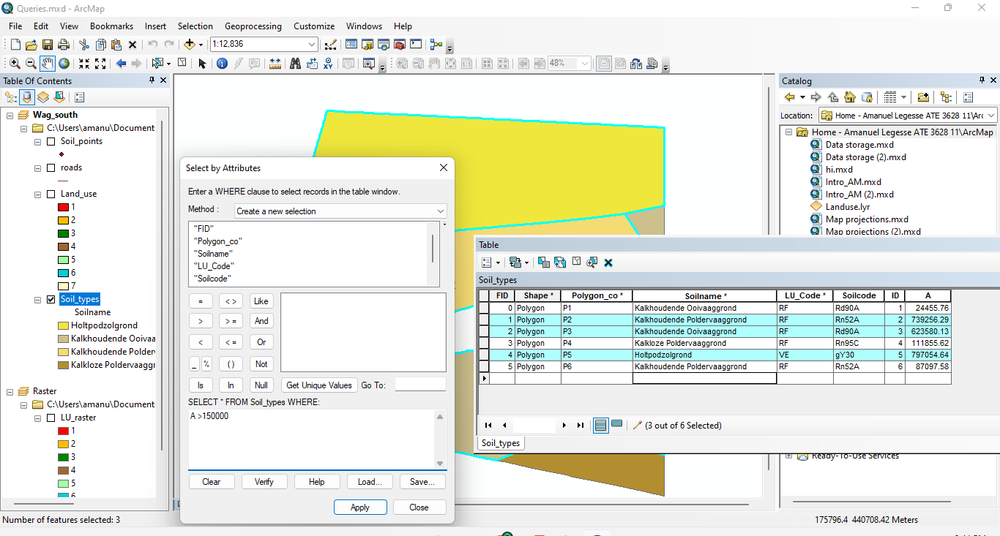 Queries.mxd - ArcMap
File Edit View Bookmarks Insert Selection Geoprocessing Customize Windows Help
1:12,836
48%
Table Of Contents
Wag_south
C:\Users\amanu\Document
Soil_points
roads
Land_use
1
2
3
4
5
6
7
Soil_types
Soilname
Holtpodzolgrond
Kalkhoudende Ooivaa
Kalkhoudende Polder
Kalkloze Poldervaaggr
Raster
C:\Users\amanu\Document
LU_raster
1
2
3
4
5
6
Select by Attributes
Enter a WHERE clause to select records in the table window.
Method : Create a new selection
"FID"
"Polygon_co"
"Soilname"
"LU_Code"
"Soilcode"
= < > Like
> > = And
< < = Or
_ % ( ) Not
Is In Null Get Unique Values Go To:
SELECT * FROM Soil_types WHERE:
A >150000
Clear Verify Help Load... Save...
Apply Close
Catalog
Location: Home - Amanuel Legesse ATE 3628 11\Arc
Home - Amanuel Legesse ATE 3628 11\ArcMap
Data storage.mxd
Data storage (2).mxd
hi.mxd
Intro_AM.mxd
Intro_AM (2).mxd
Landuse.lyr
Map projections.mxd
Map projections (2).mxd
Table
Soil_types
FID Shape * Polygon_co * Soilname * LU_Code * Soilcode ID A
0 Polygon P1 Kalkhoudende Ooivaaggrond RF Rd90A 1 24455.76
1 Polygon P2 Kalkhoudende Poldervaaggrond RF Rn52A 2 739256.29
2 Polygon P3 Kalkhoudende Ooivaaggrond RF Rd90A 3 623580.13
3 Polygon P4 Kalkloze Poldervaaggrond RF Rn95C 4 111855.62
4 Polygon P5 Holtpodzolgrond VE gY30 5 797054.64
5 Polygon P6 Kalkhoudende Poldervaaggrond RF Rn52A 6 87097.58
(3 out of 6 Selected)
Soil_types
Ready-To-Use Services
Number of features selected: 3
175796.4 440708.42 Meters